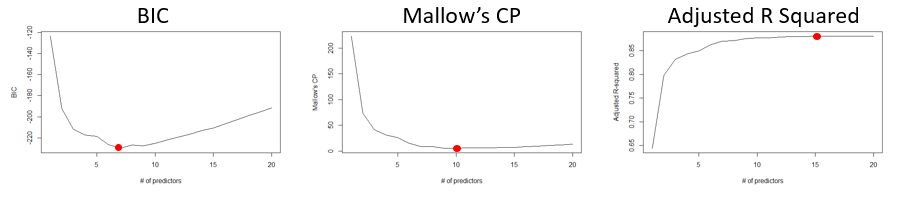 BIC
Mallow's CP
Adjusted R Squared
BIC
-220 -200 -180 -160 -140 -120
5 10 15 20
# of predictors
Mallow's CP
0 50 100 150 200
5 10 15 20
# of predictors
Adjusted R-squared
0.65 0.70 0.75 0.80 0.85
5 10 15 20
# of predictors